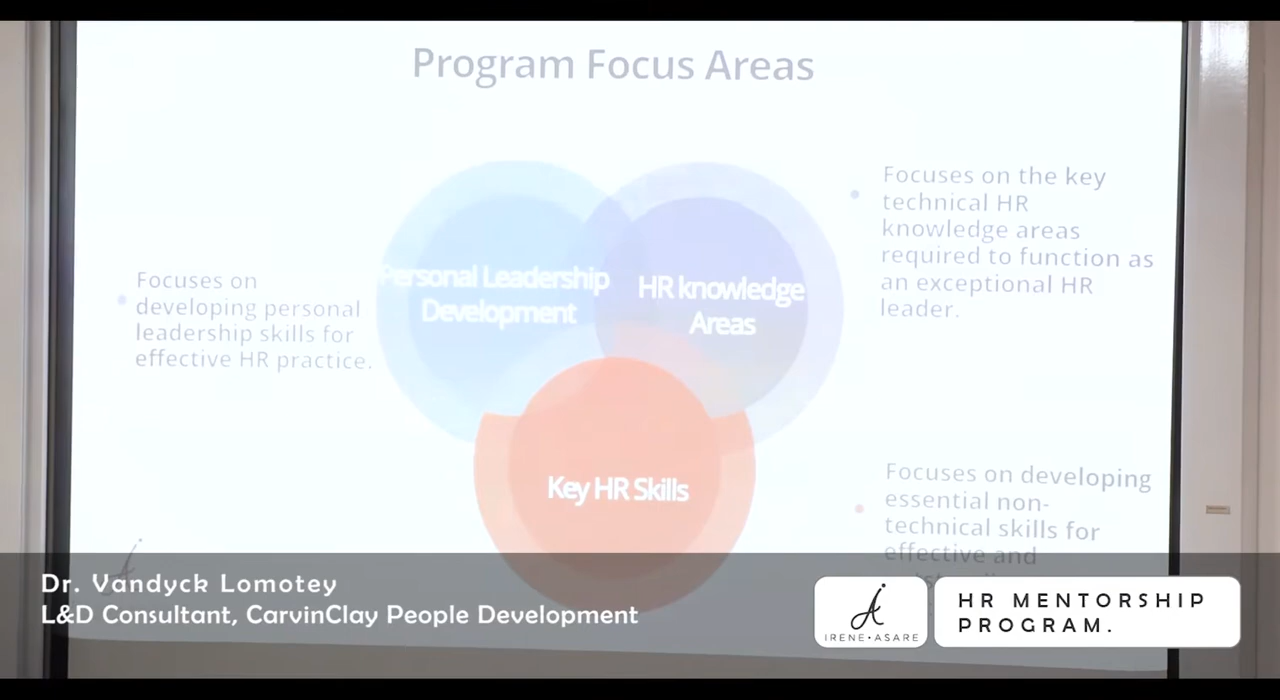 Program Focus Areas
Focuses on
developing personal
leadership skills for
effective HR practice.
Personal Leadership
Development
HR knowledge
Areas
Key HR Skills
Focuses on the key
technical HR
knowledge areas
required to function as
an exceptional HR
leader.
Focuses on developing
essential non-
technical skills for
effective and
Dr. Vandyck Lomotey
L&D Consultant, CarvinClay People Development
IRENE•ASARE
HR MENTORSHIP
PROGRAM.